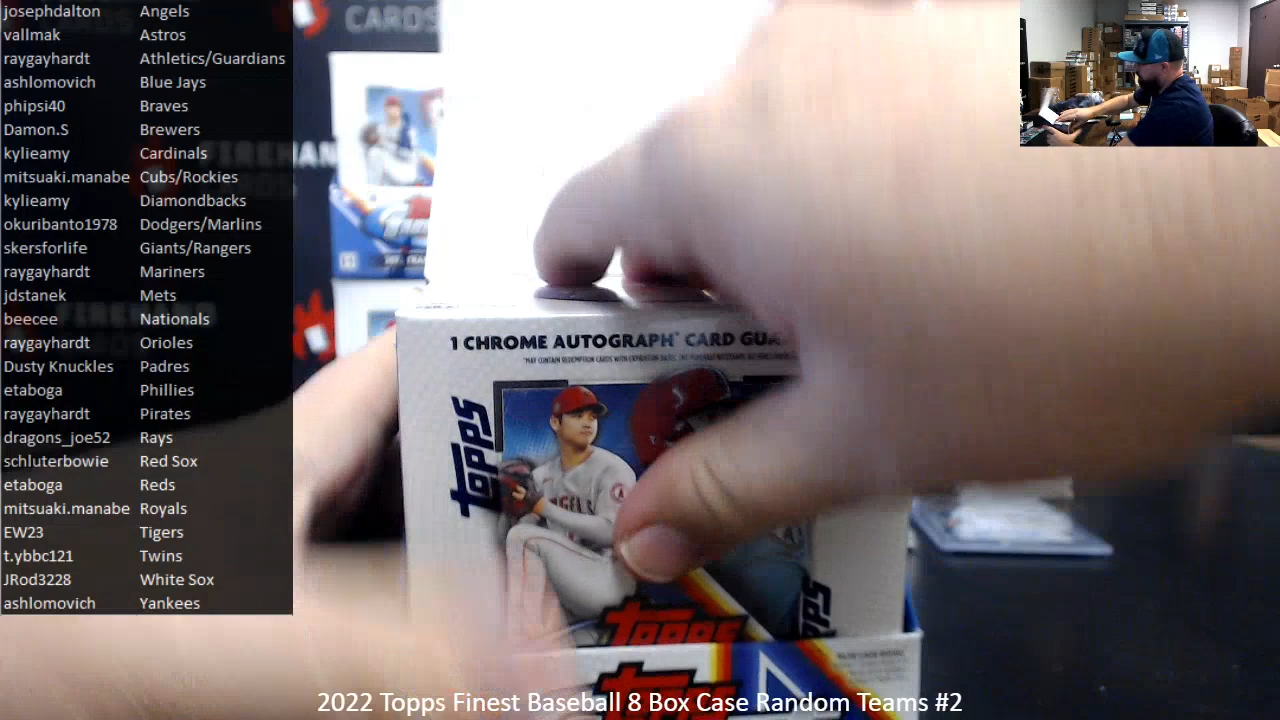 josephdalton Angels
vallmak Astros
raygayhardt Athletics/Guardians
ashlomovich Blue Jays
phipsi40 Braves
Damon.S Brewers
kylieamy Cardinals
mitsuaki.manabe Cubs/Rockies
kylieamy Diamondbacks
okuribanto1978 Dodgers/Marlins
skersforlife Giants/Rangers
raygayhardt Mariners
jdstanek Mets
beecee Nationals
raygayhardt Orioles
Dusty Knuckles Padres
etaboga Phillies
raygayhardt Pirates
dragons_joe52 Rays
schluterbowie Red Sox
etaboga Reds
mitsuaki.manabe Royals
EW23 Tigers
t.ybbc121 Twins
JRod3228 White Sox
ashlomovich Yankees
CARDS
1 CHROME AUTOGRAPH CARD
TOPPS
ANGELS
TOPPS
TOPPS
2022 Topps Finest Baseball 8 Box Case Random Teams #2